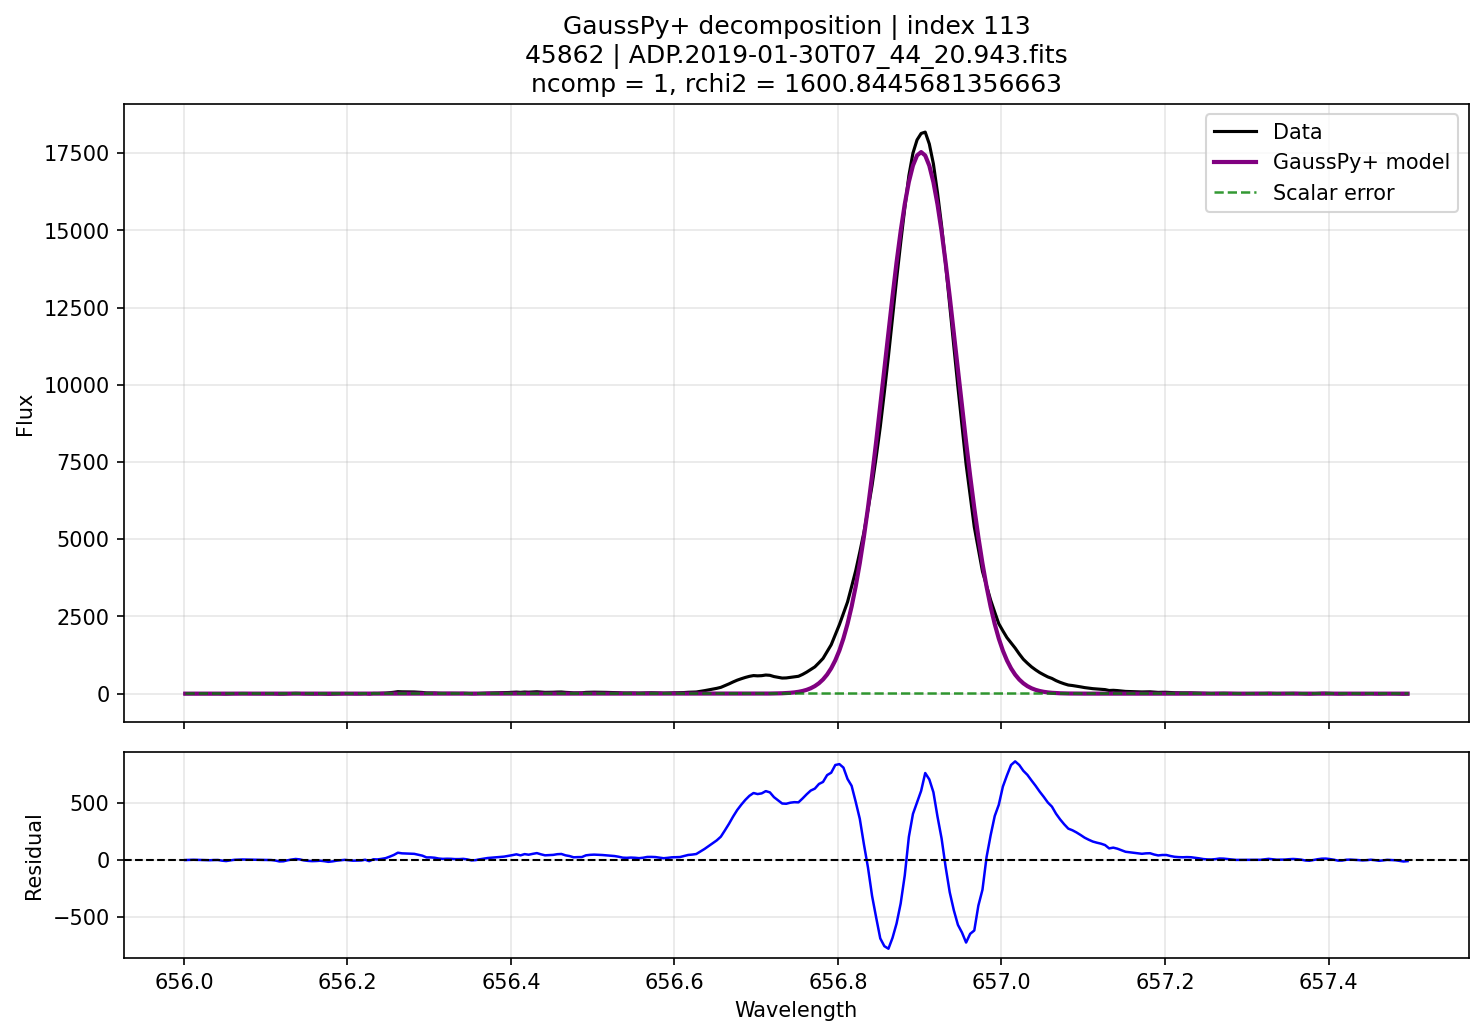 GaussPy+ decomposition | index 113
45862 | ADP.2019-01-30T07_44_20.943.fits
ncomp = 1, rchi2 = 1600.8445681356663
Data
GaussPy+ model
Scalar error
17500
15000
12500
10000
7500
5000
2500
0
Flux
500
0
−500
Residual
656.0 656.2 656.4 656.6 656.8 657.0 657.2 657.4
Wavelength